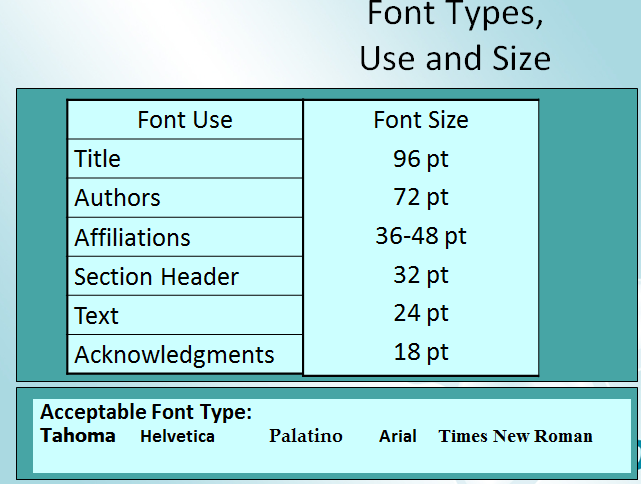 Font Types,
Use and Size
Font Use Font Size
Title 96 pt
Authors 72 pt
Affiliations 36-48 pt
Section Header 32 pt
Text 24 pt
Acknowledgments 18 pt
Acceptable Font Type:
Tahoma Helvetica Palatino Arial Times New Roman